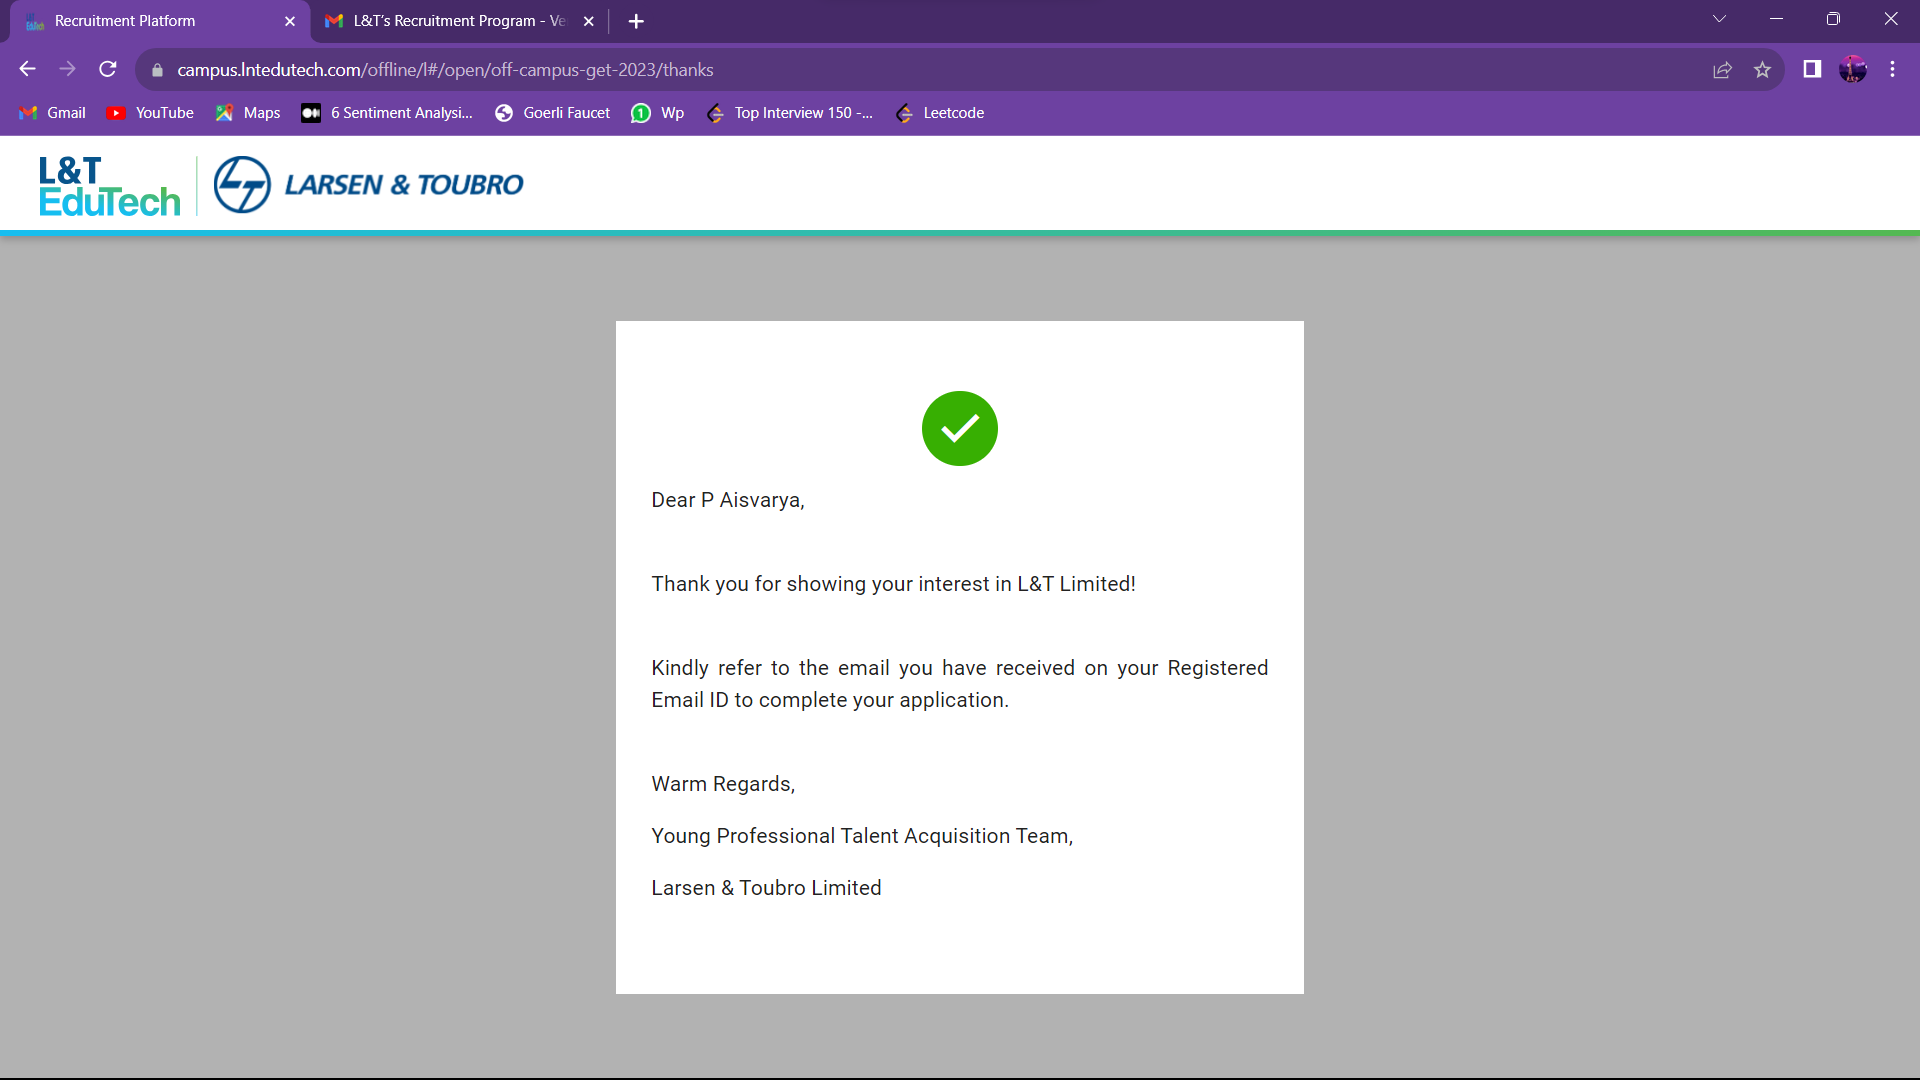 Recruitment Platform
L&T's Recruitment Program - Ve
campus.lntedutech.com/offline/l#/open/off-campus-get-2023/thanks
Gmail YouTube Maps 6 Sentiment Analysi... Goerli Faucet 1 Wp Top Interview 150 -... Leetcode
L&T
EduTech
LARSEN & TOUBRO
Dear P Aisvarya,
Thank you for showing your interest in L&T Limited!
Kindly refer to the email you have received on your Registered
Email ID to complete your application.
Warm Regards,
Young Professional Talent Acquisition Team,
Larsen & Toubro Limited